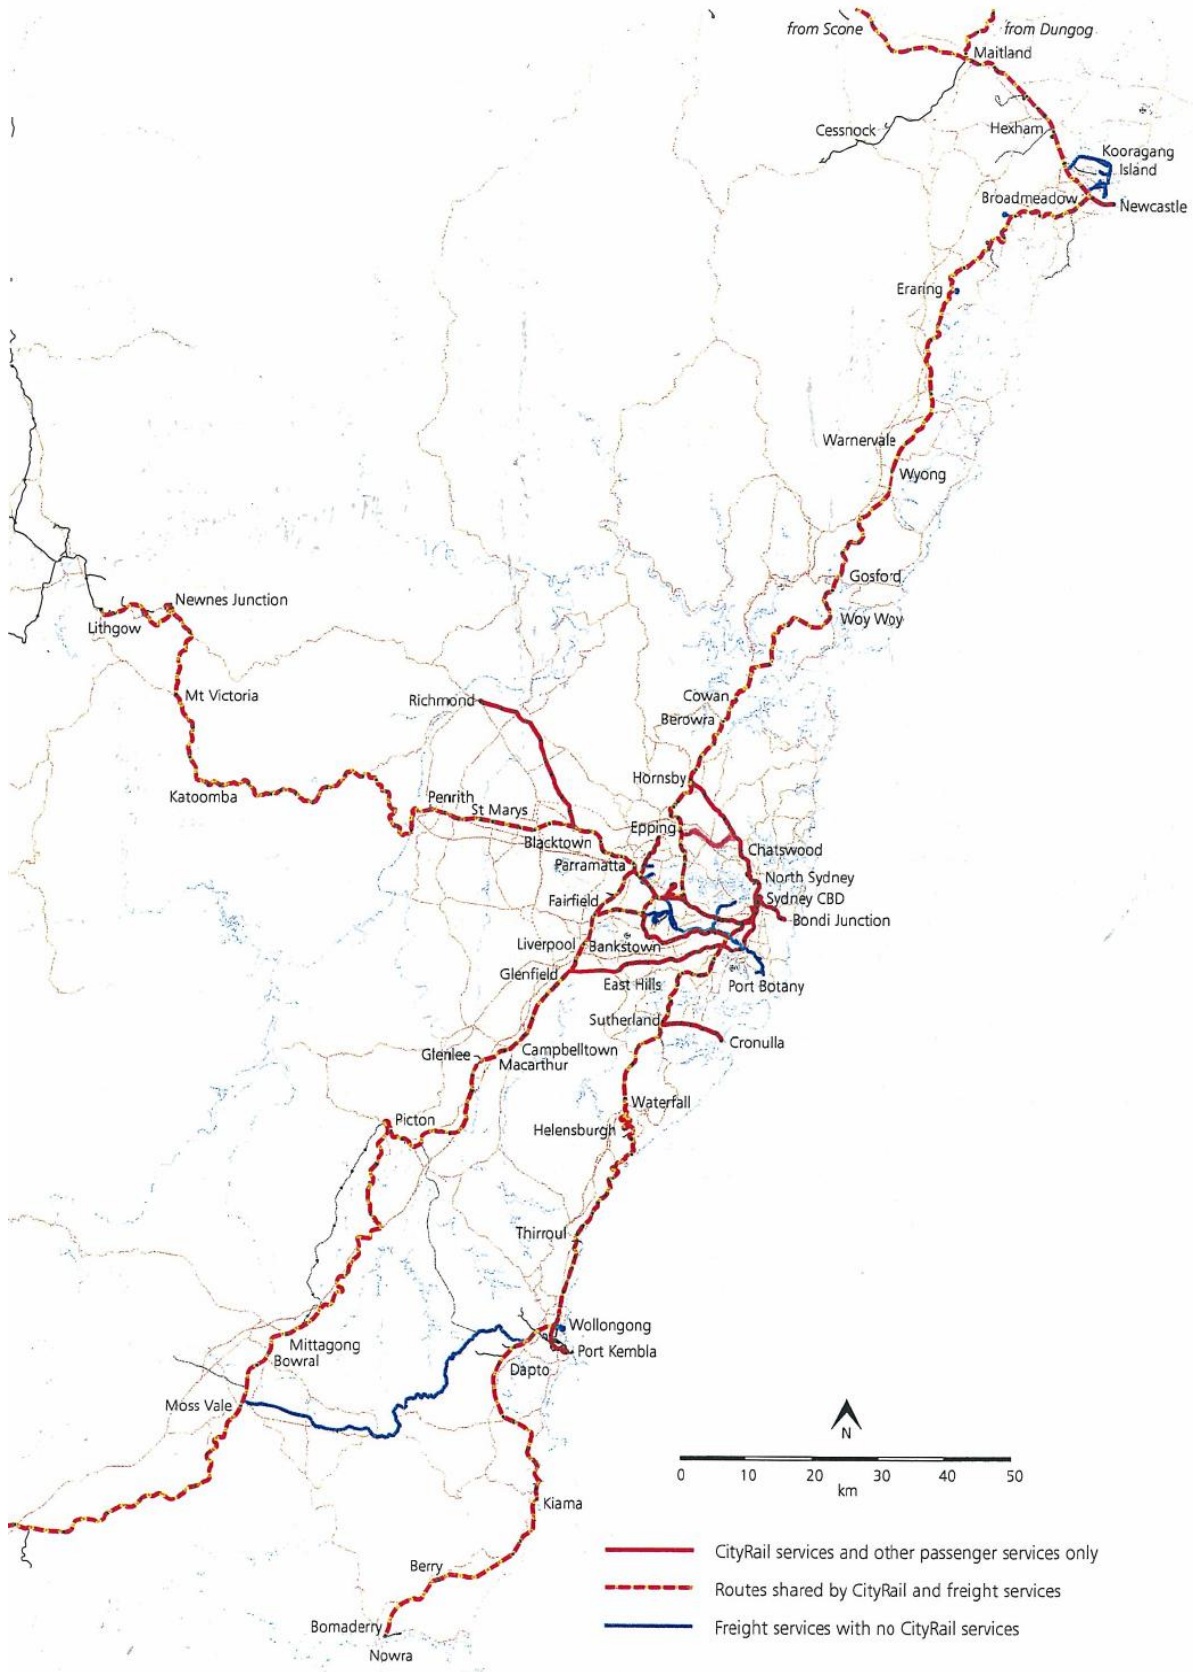 from Scone
from Dungog
Maitland
Cessnock
Hexham
Kooragang
Island
Broadmeadow
Newcastle
Eraring
Warnervale
Wyong
Gosford
Woy Woy
Newnes Junction
Lithgow
Mt Victoria
Richmond
Cowan
Berowra
Hornsby
Katoomba
Penrith
St Marys
Epping
Blacktown
Chatswood
Parramatta
North Sydney
Fairfield
Sydney CBD
Bondi Junction
Liverpool
Bankstown
Glenfield
East Hills
Port Botany
Sutherland
Cronulla
Glenlee
Campbelltown
Macarthur
Waterfall
Picton
Helensburgh
Thirroul
Wollongong
Mittagong
Port Kembla
Bowral
Dapto
Moss Vale
N
0 10 20 30 40 50
km
Kiama
CityRail services and other passenger services only
Berry
Routes shared by CityRail and freight services
Bomaderry
Freight services with no CityRail services
Nowra